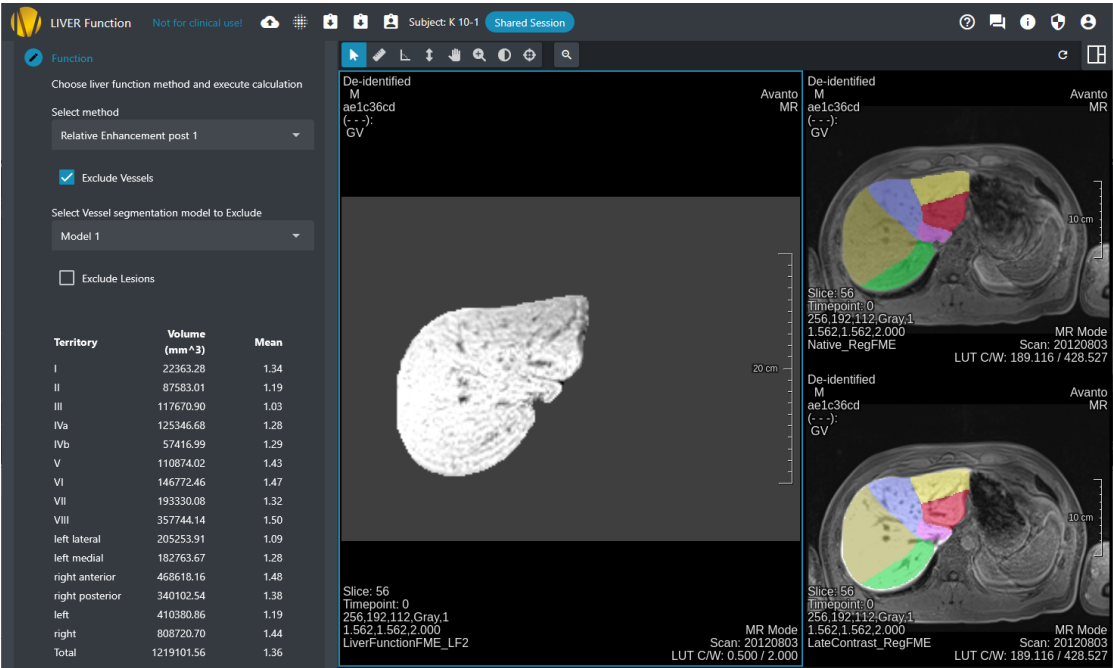 LIVER Function
Not for clinical use!
Subject: K 10-1
Shared Session
Function
Choose liver function method and execute calculation
Select method
Relative Enhancement post 1
Exclude Vessels
Select Vessel segmentation model to Exclude
Model 1
Exclude Lesions
Territory Volume (mm^3) Mean
I 22363.28 1.34
II 87583.01 1.19
III 117670.90 1.03
IVa 125346.68 1.28
IVb 57416.99 1.29
V 110874.02 1.43
VI 146772.46 1.47
VII 193330.08 1.32
VIII 357744.14 1.50
left lateral 205253.91 1.09
left medial 182763.67 1.28
right anterior 468618.16 1.48
right posterior 340102.54 1.38
left 410380.86 1.19
right 808720.70 1.44
Total 1219101.56 1.36
De-identified
M
ae1c36cd
(- - -):
GV
Avanto
MR
20 cm
Slice: 56
Timepoint: 0
256,192,112,Gray,1
1.562,1.562,2.000
LiverFunctionFME_LF2
MR Mode
Scan: 20120803
LUT C/W: 0.500 / 2.000
De-identified
M
ae1c36cd
(- - -):
GV
Avanto
MR
10 cm
Slice: 56
Timepoint: 0
256,192,112,Gray,1
1.562,1.562,2.000
Native_RegFME
MR Mode
Scan: 20120803
LUT C/W: 189.116 / 428.527
De-identified
M
ae1c36cd
(- - -):
GV
Avanto
MR
10 cm
Slice: 56
Timepoint: 0
256,192,112,Gray,1
1.562,1.562,2.000
LateContrast_RegFME
MR Mode
Scan: 20120803
LUT C/W: 189.116 / 428.527